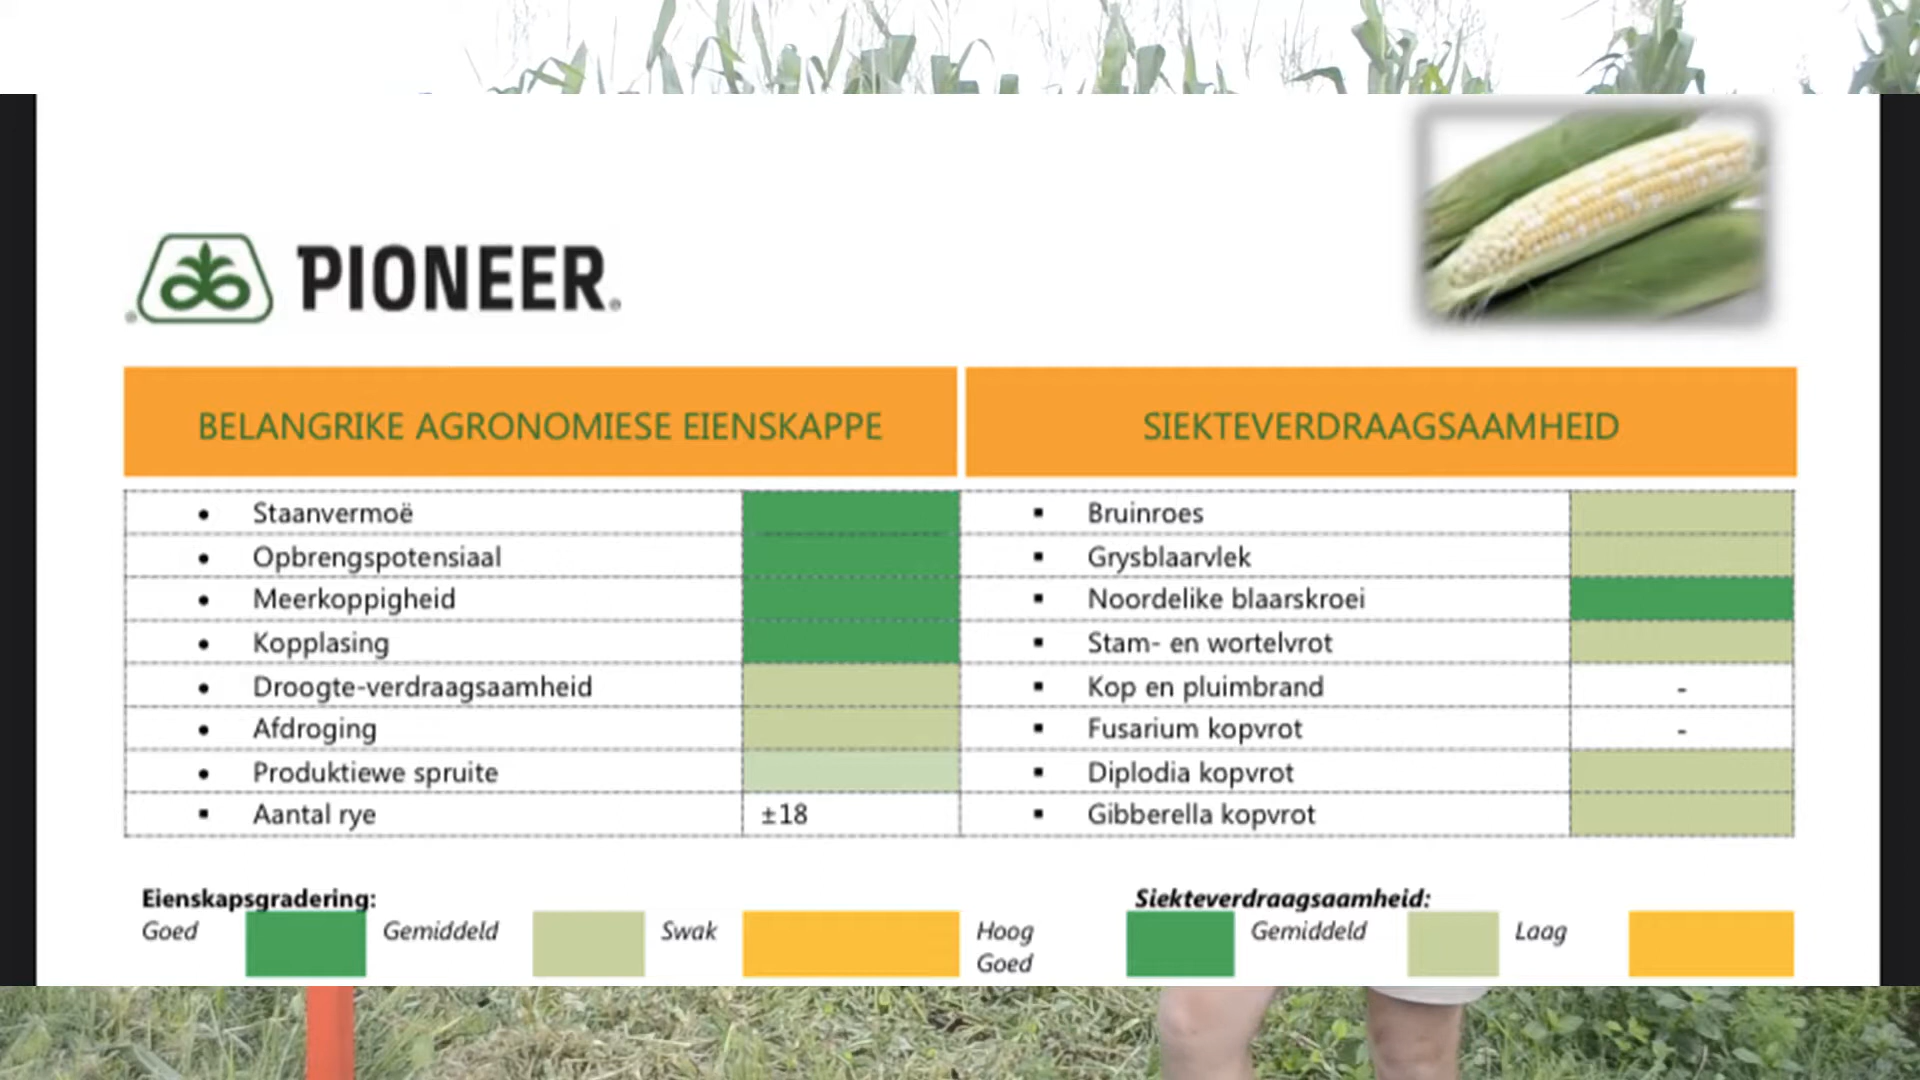 PIONEER
BELANGRIKE AGRONOMIESE EIENSKAPPE
SIEKTEVERDRAAGSAAMHEID
Staanvermoë
Bruinroes
Opbrengspotensiaal
Grysblaarvlek
Meerkoppigheid
Noordelike blaarskroei
Kopplasing
Stam- en wortelvrot
Droogte-verdraagsaamheid
Kop en pluimbrand -
Afdroging
Fusarium kopvrot -
Produktiewe spruite
Diplodia kopvrot
Aantal rye ±18
Gibberella kopvrot
Eienskapsgradering:
Goed Gemiddeld Swak
Siekteverdraagsaamheid:
Hoog Gemiddeld Laag
Goed